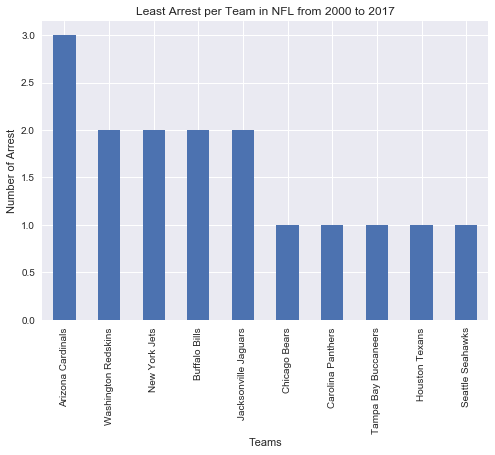 Least Arrest per Team in NFL from 2000 to 2017
Number of Arrest
3.0
2.5
2.0
1.5
1.0
0.5
0.0
Arizona Cardinals
Washington Redskins
New York Jets
Buffalo Bills
Jacksonville Jaguars
Chicago Bears
Carolina Panthers
Tampa Bay Buccaneers
Houston Texans
Seattle Seahawks
Teams